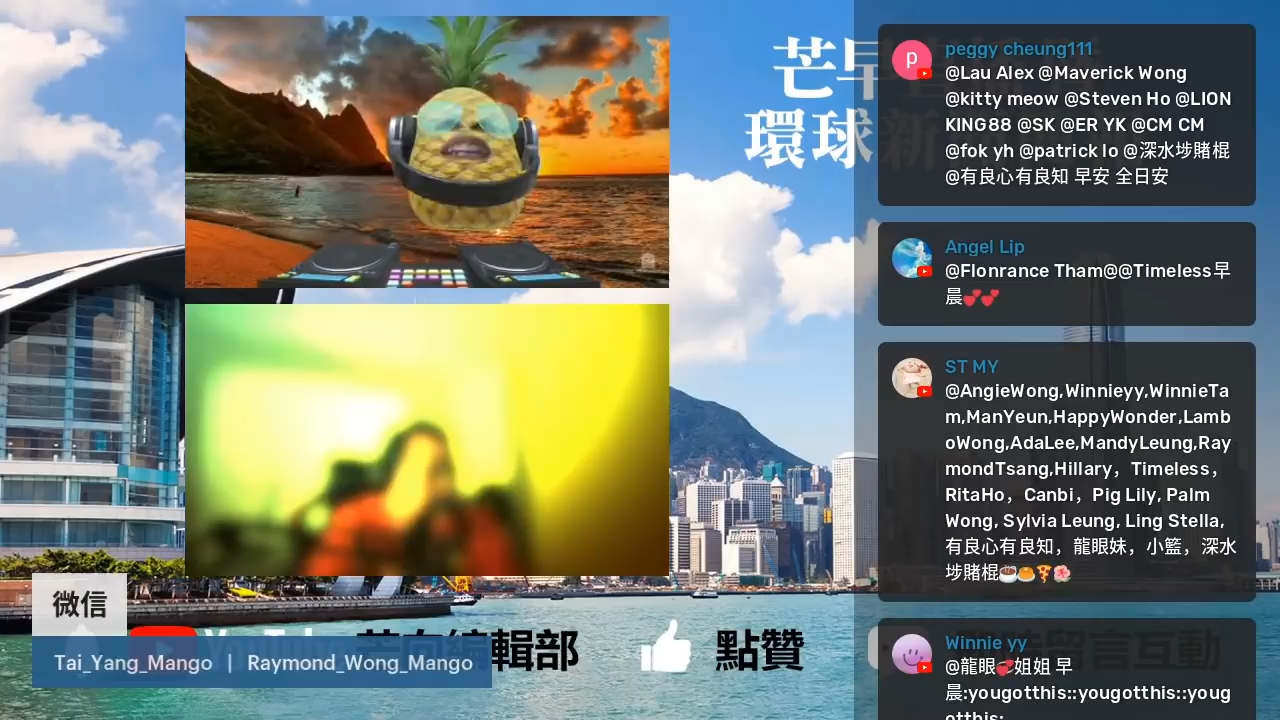 芒早
環球新
peggy cheung111
@Lau Alex @Maverick Wong
@kitty meow @Steven Ho @LION
KING88 @SK @ER YK @CM CM
@fok yh @patrick lo @深水埗賭棍
@有良心有良知 早安 全日安
Angel Lip
@Flonrance Tham@@Timeless早
晨💕💕
ST MY
@AngieWong,Winnieyy,WinnieTa
m,ManYeun,HappyWonder,Lamb
oWong,AdaLee,MandyLeung,Ray
mondTsang,Hillary，Timeless，
RitaHo，Canbi，Pig Lily, Palm
Wong, Sylvia Leung, Ling Stella,
有良心有良知，龍眼妹，小籃，深水
埗賭棍☕🍮🍕🌸
Winnie yy
@龍眼💞姐姐 早
晨:yougotthis::yougotthis::youg
otthis:
微信
Tai_Yang_Mango | Raymond_Wong_Mango
編輯部
點贊
留言互動